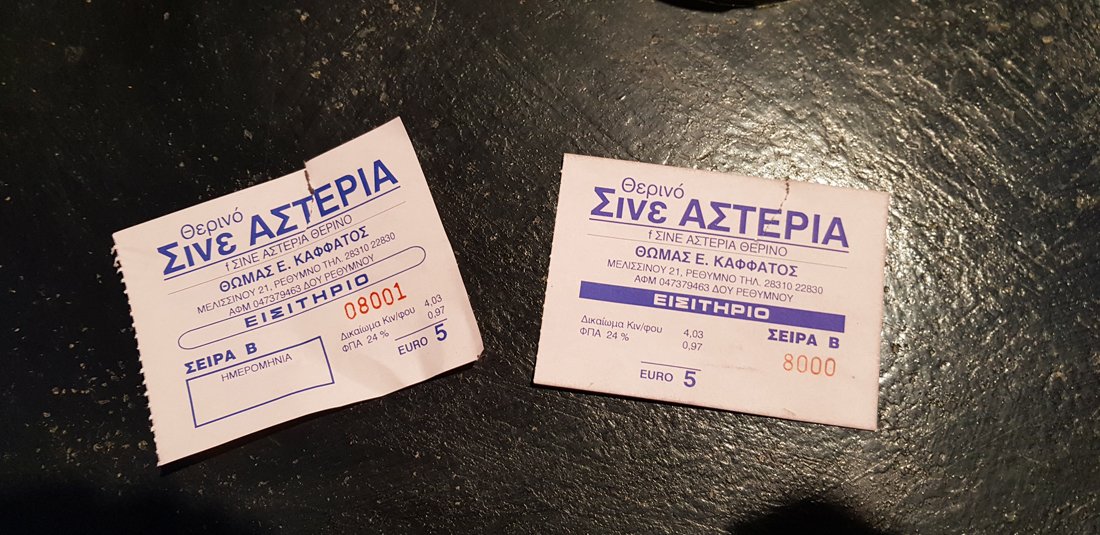 Θερινό
Σινε ΑΣΤΕΡΙΑ
f ΣΙΝΕ ΑΣΤΕΡΙΑ ΘΕΡΙΝΟ
ΘΩΜΑΣ Ε. ΚΑΦΦΑΤΟΣ
ΜΕΛΙΣΣΙΝΟΥ 21, ΡΕΘΥΜΝΟ ΤΗΛ. 28310 22830
ΑΦΜ 047379463 ΔΟΥ ΡΕΘΥΜΝΟΥ
ΕΙΣΙΤΗΡΙΟ
08001
ΣΕΙΡΑ Β
ΗΜΕΡΟΜΗΝΙΑ
Δικαίωμα Κιν/φου 4,03
ΦΠΑ 24 % 0,97
EURO 5
Θερινό
Σινε ΑΣΤΕΡΙΑ
f ΣΙΝΕ ΑΣΤΕΡΙΑ ΘΕΡΙΝΟ
ΘΩΜΑΣ Ε. ΚΑΦΦΑΤΟΣ
ΜΕΛΙΣΣΙΝΟΥ 21, ΡΕΘΥΜΝΟ ΤΗΛ. 28310 22830
ΑΦΜ 047379463 ΔΟΥ ΡΕΘΥΜΝΟΥ
ΕΙΣΙΤΗΡΙΟ
Δικαίωμα Κιν/φου 4,03
ΦΠΑ 24 % 0,97
EURO 5
ΣΕΙΡΑ Β
8000